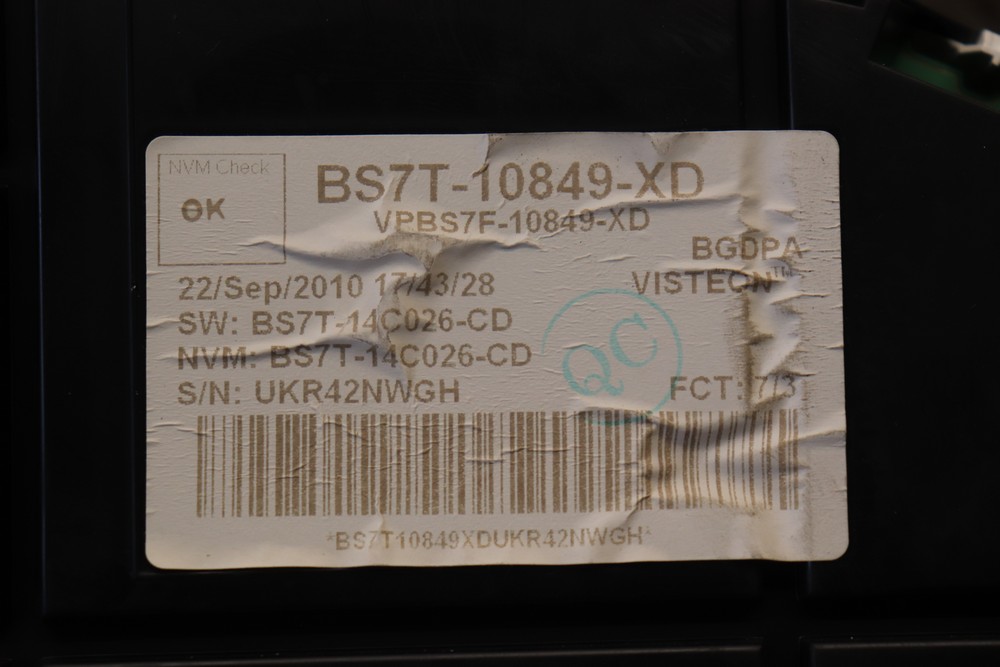 NVM Check
OK
BS7T-10849-XD
VPBS7F-10849-XD
BGDPA
22/Sep/2010 17/43/28
VISTEON™
SW: BS7T-14C026-CD
NVM: BS7T-14C026-CD
QC
S/N: UKR42NWGH
FCT: 7/3
*BS7T10849XDUKR42NWGH*